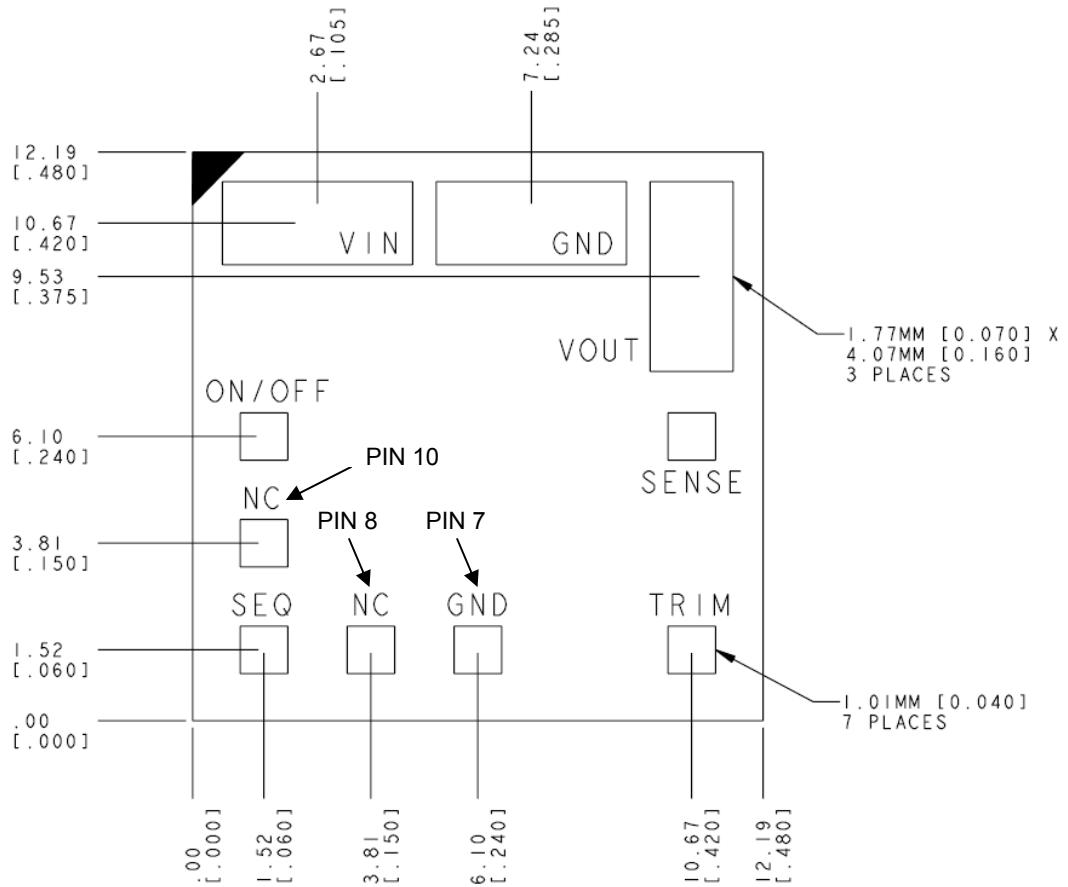 2.67
[.105]
7.24
[.285]
12.19
[.480]
10.67
[.420]
VIN
GND
9.53
[.375]
1.77MM [0.070] X
4.07MM [0.160]
3 PLACES
VOUT
ON/OFF
6.10
[.240]
PIN 10
SENSE
NC
PIN 8
PIN 7
3.81
[.150]
SEQ
NC
GND
TRIM
1.52
[.060]
1.01MM [0.040]
7 PLACES
.00
[.000]
.00
[.000]
1.52
[.060]
3.81
[.150]
6.10
[.240]
10.67
[.420]
12.19
[.480]